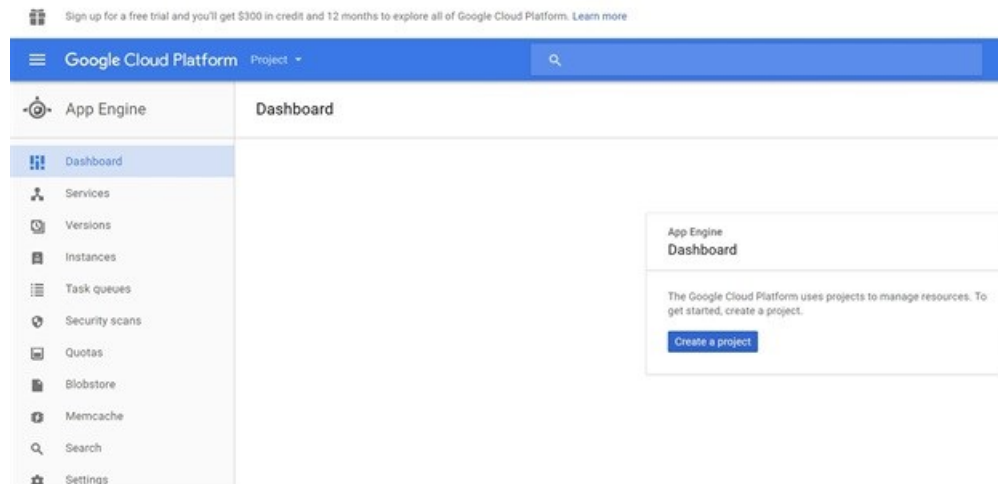 Sign up for a free trial and you'll get $300 in credit and 12 months to explore all of Google Cloud Platform. Learn more
Google Cloud Platform Project
App Engine
Dashboard
Dashboard
Services
Versions
Instances
Task queues
Security scans
Quotas
Blobstore
Memcache
Search
Settings
App Engine
Dashboard
The Google Cloud Platform uses projects to manage resources. To
get started, create a project.
Create a project